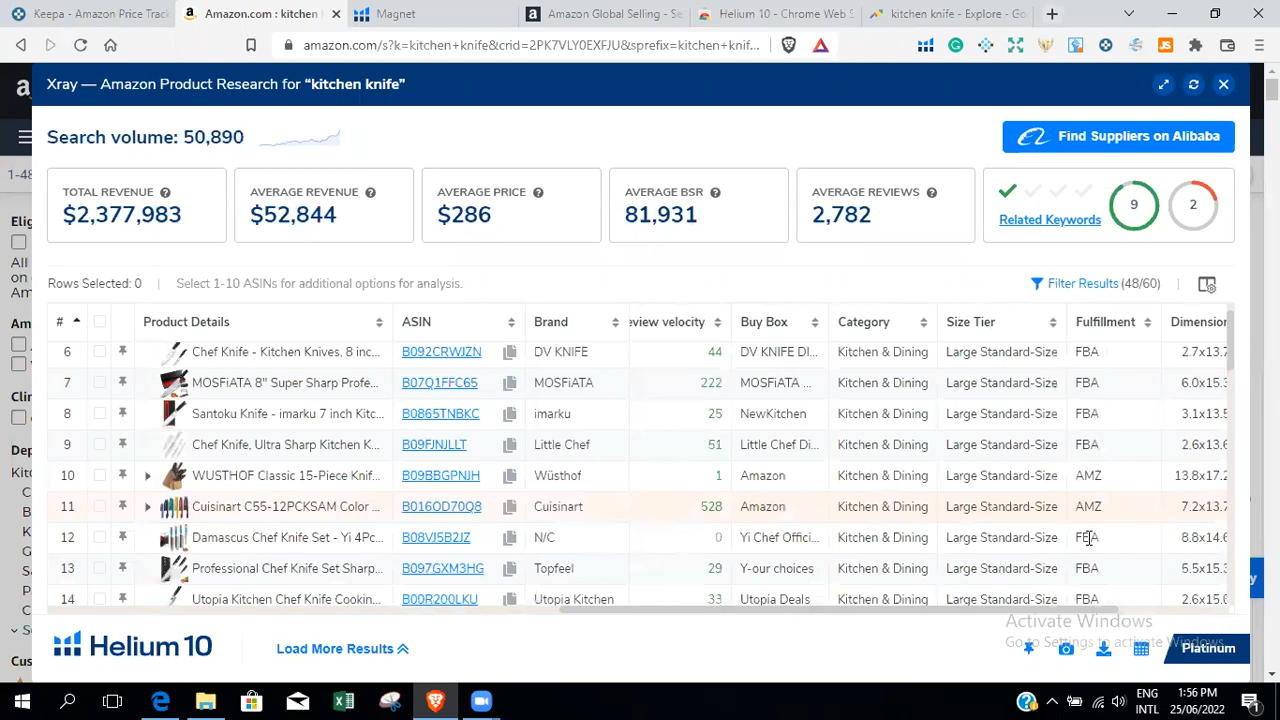 Keepa - Amazon Price Track
Amazon.com : kitchen
Magnet
Amazon Global Selling - Se
Helium 10 - Chrome Web S
kitchen knife - Explore - Go
amazon.com/s?k=kitchen+knife&crid=2PK7VLY0EXFJU&sprefix=kitchen+knif...
Xray — Amazon Product Research for “kitchen knife”
Search volume: 50,890
Find Suppliers on Alibaba
TOTAL REVENUE
$2,377,983
AVERAGE REVENUE
$52,844
AVERAGE PRICE
$286
AVERAGE BSR
81,931
AVERAGE REVIEWS
2,782
Related Keywords
9
2
Rows Selected: 0 | Select 1-10 ASINs for additional options for analysis.
Filter Results (48/60)
# Product Details ASIN Brand eview velocity Buy Box Category Size Tier Fulfillment Dimension
6 Chef Knife - Kitchen Knives, 8 inc... B092CRWJZN DV KNIFE 44 DV KNIFE DI... Kitchen & Dining Large Standard-Size FBA 2.7x13.7
7 MOSFiATA 8" Super Sharp Profe... B07Q1FFC65 MOSFiATA 222 MOSFiATA ... Kitchen & Dining Large Standard-Size FBA 6.0x15.3
8 Santoku Knife - imarku 7 inch Kitc... B0865TNBKC imarku 25 NewKitchen Kitchen & Dining Large Standard-Size FBA 3.1x13.5
9 Chef Knife, Ultra Sharp Kitchen K... B09FJNJLLT Little Chef 51 Little Chef Di... Kitchen & Dining Large Standard-Size FBA 2.6x13.6
10 WUSTHOF Classic 15-Piece Knif... B09BBGPNJH Wüsthof 1 Amazon Kitchen & Dining Large Standard-Size AMZ 13.8x17.2
11 Cuisinart C55-12PCKSAM Color ... B016OD70Q8 Cuisinart 528 Amazon Kitchen & Dining Large Standard-Size AMZ 7.2x13.7
12 Damascus Chef Knife Set - Yi 4Pc... B08VJ5B2JZ N/C 0 Yi Chef Offici... Kitchen & Dining Large Standard-Size FBA 8.8x14.6
13 Professional Chef Knife Set Sharp... B097GXM3HG Topfeel 29 Y-our choices Kitchen & Dining Large Standard-Size FBA 5.5x15.3
14 Utopia Kitchen Chef Knife Cookin... B00R200LKU Utopia Kitchen 33 Utopia Deals Kitchen & Dining Large Standard-Size FBA 2.6x15.0
Activate Windows
Go to Settings to activate Windows.
Helium 10
Load More Results
Platinum
ENG
INTL
1:56 PM
25/06/2022